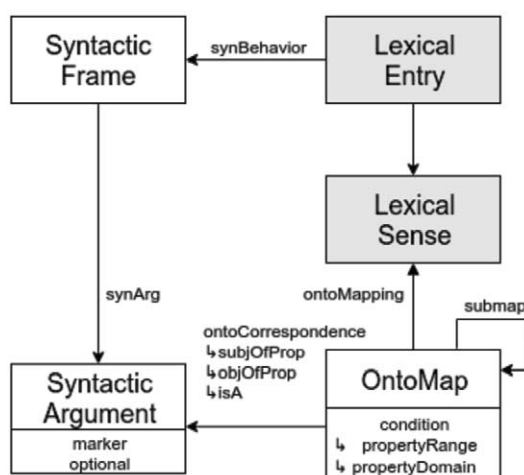 Syntactic
Frame
synBehavior
Lexical
Entry
Lexical
Sense
synArg
ontoMapping
submap
ontoCorrespondence
↳subjOfProp
↳objOfProp
↳isA
Syntactic
Argument
marker
optional
OntoMap
condition
↳ propertyRange
↳ propertyDomain